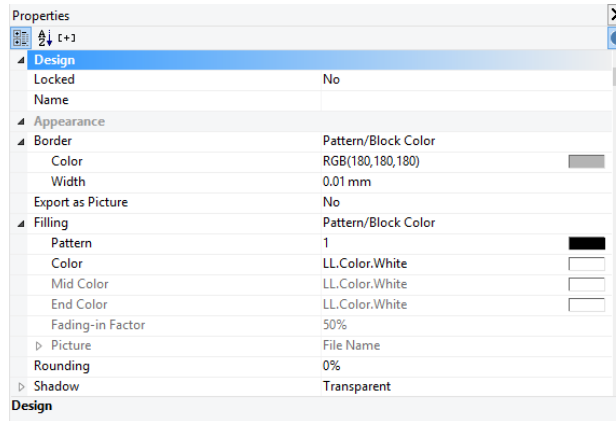 Properties
A Z [+]
Design
Locked No
Name
Appearance
Border Pattern/Block Color
Color RGB(180,180,180)
Width 0.01 mm
Export as Picture No
Filling Pattern/Block Color
Pattern 1
Color LL.Color.White
Mid Color LL.Color.White
End Color LL.Color.White
Fading-in Factor 50%
Picture File Name
Rounding 0%
Shadow Transparent
Design